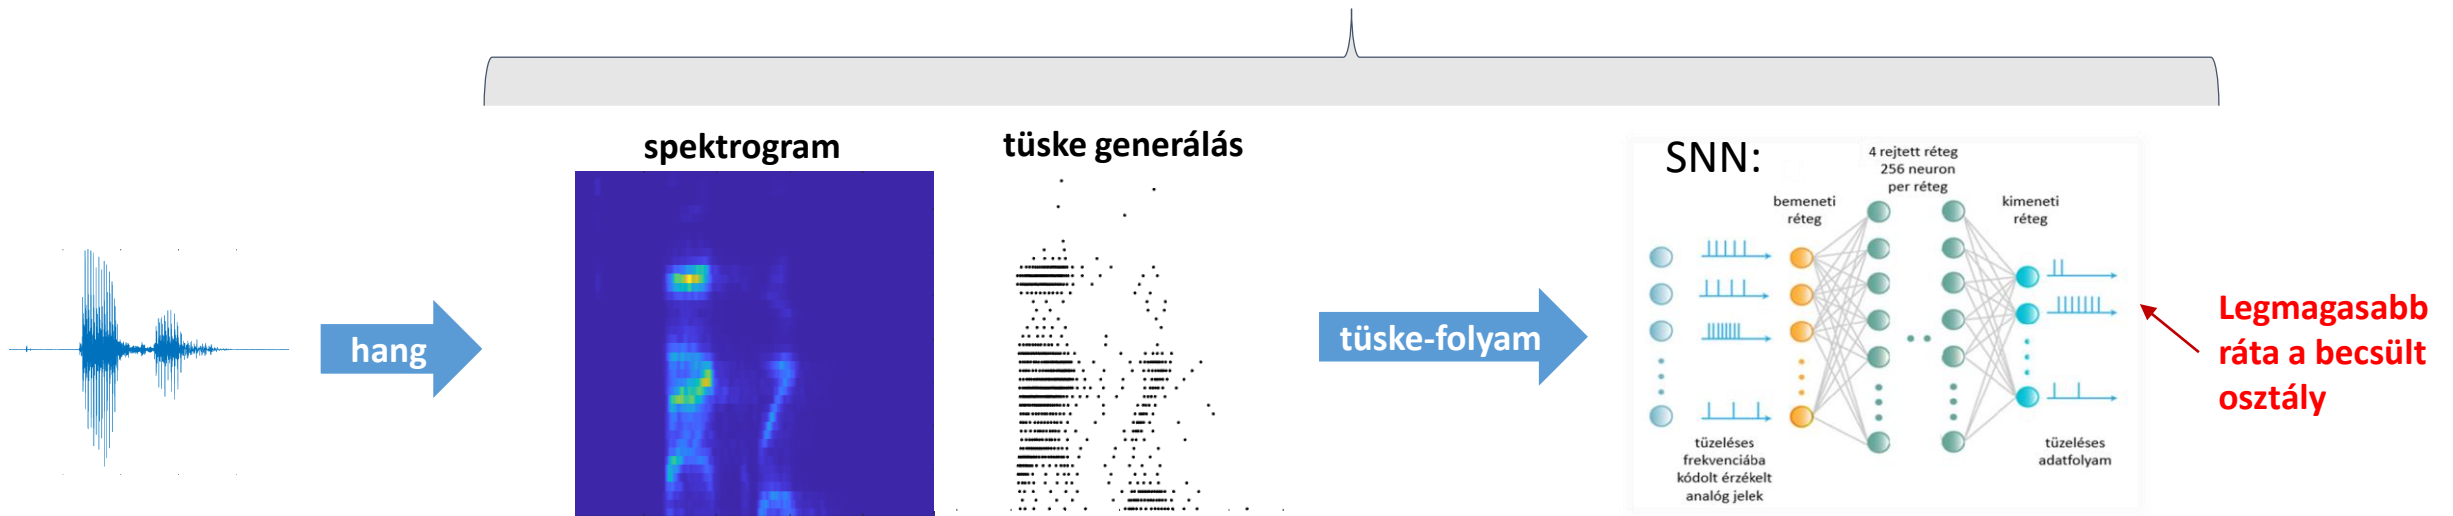 hang
spektrogram
tüske generálás
tüske-folyam
SNN:
4 rejtett réteg
256 neuron
per réteg
bemeneti
réteg
kimeneti
réteg
tüzeléses
frekvenciába
kódolt érzékelt
analóg jelek
tüzeléses
adatfolyam
Legmagasabb
ráta a becsült
osztály